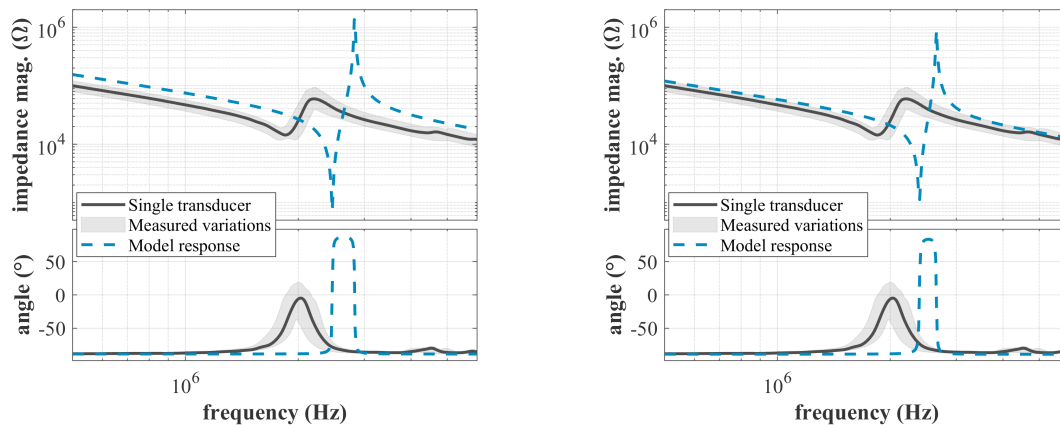 10^6
10^4
impedance mag. (Ω)
Single transducer
Measured variations
Model response
50
0
-50
angle (°)
10^6
frequency (Hz)
10^6
10^4
impedance mag. (Ω)
Single transducer
Measured variations
Model response
50
0
-50
angle (°)
10^6
frequency (Hz)